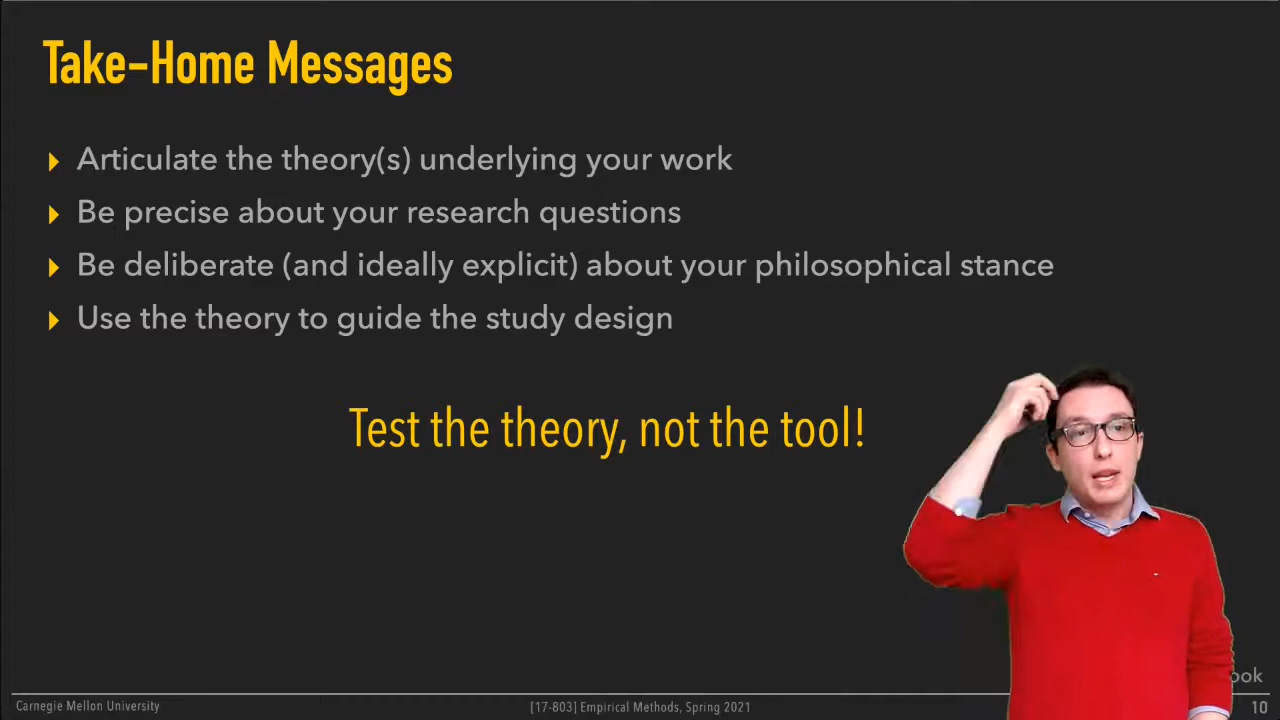 Take-Home Messages
Articulate the theory(s) underlying your work
Be precise about your research questions
Be deliberate (and ideally explicit) about your philosophical stance
Use the theory to guide the study design
Test the theory, not the tool!
Carnegie Mellon University
[17-803] Empirical Methods, Spring 2021
10